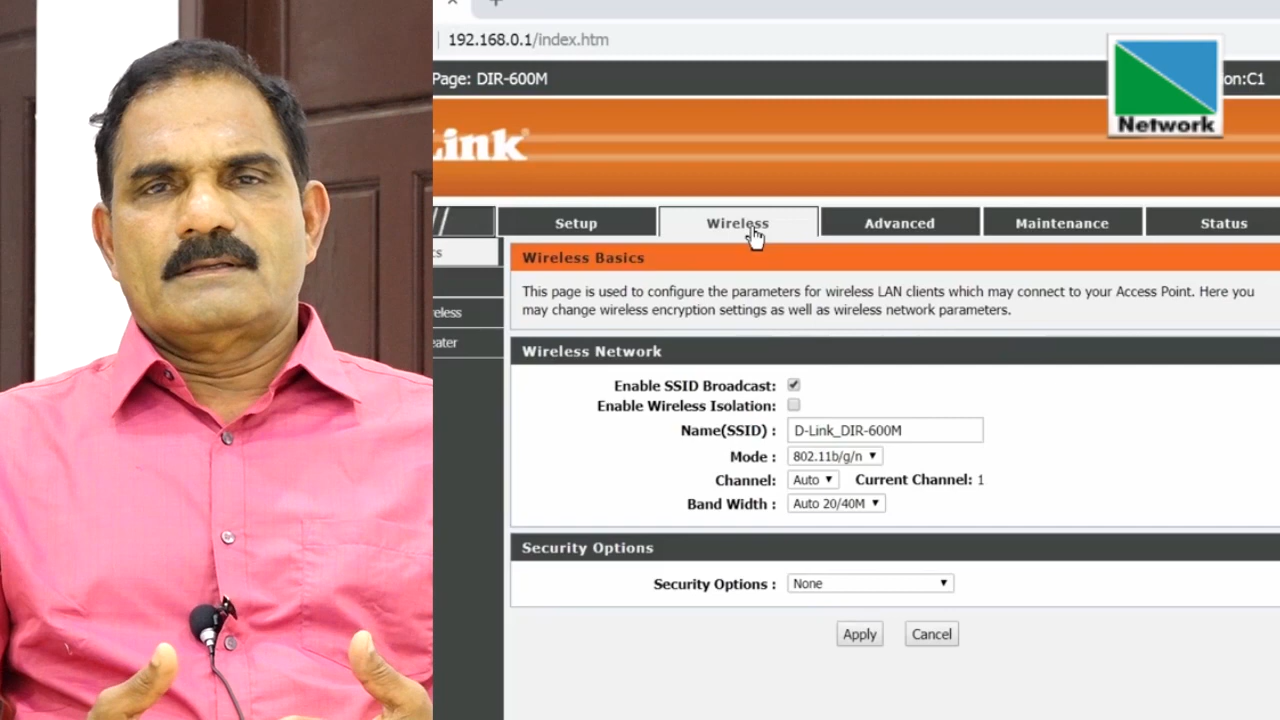 192.168.0.1/index.htm
Page: DIR-600M
on:C1
Network
Link
Setup Wireless Advanced Maintenance Status
Wireless Basics
This page is used to configure the parameters for wireless LAN clients which may connect to your Access Point. Here you
may change wireless encryption settings as well as wireless network parameters.
reless
eater
Wireless Network
Enable SSID Broadcast:
Enable Wireless Isolation:
Name(SSID) : D-Link_DIR-600M
Mode : 802.11b/g/n
Channel: Auto Current Channel: 1
Band Width : Auto 20/40M
Security Options
Security Options : None
Apply Cancel